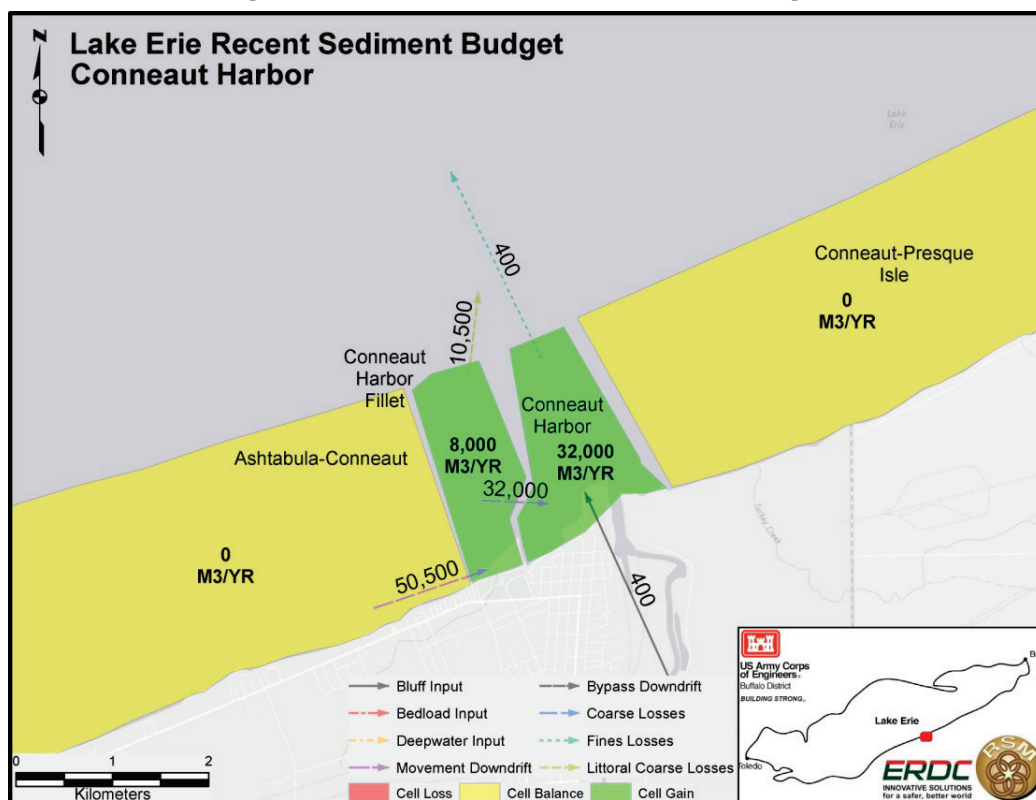 N
Lake Erie Recent Sediment Budget
Conneaut Harbor
Lake
Erie
400
Conneaut-Presque
Isle
0
M3/YR
10,500
Conneaut
Harbor
Fillet
Conneaut
Harbor
Ashtabula-Conneaut
8,000
M3/YR
32,000
M3/YR
32,000
Turkey Creek
0
M3/YR
50,500
400
Bluff Input
Bypass Downdrift
Bedload Input
Coarse Losses
Deepwater Input
Fines Losses
Movement Downdrift
Littoral Coarse Losses
Cell Loss
Cell Balance
Cell Gain
0
1
2
Kilometers
US Army Corps
of Engineers®
Buffalo District
BUILDING STRONG®
Lake Erie
Toledo
ERDC
INNOVATIVE SOLUTIONS
for a safer, better world
RSM